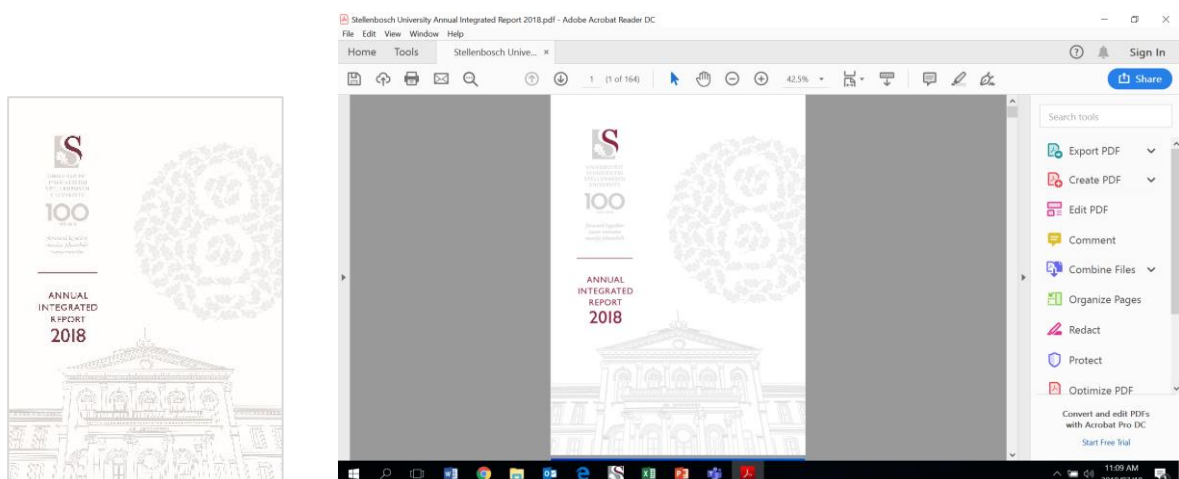 S
100
ANNUAL
INTEGRATED
REPORT
2018
Stellenbosch University Annual Integrated Report 2018.pdf - Adobe Acrobat Reader DC
File Edit View Window Help
Home Tools Stellenbosch Unive... ×
Sign In
1 (1 of 164) 42.5%
Share
S
UNIVERSITEIT
STELLENBOSCH
UNIVERSITY
100
ANNUAL
INTEGRATED
REPORT
2018
Search tools
Export PDF
Create PDF
Edit PDF
Comment
Combine Files
Organize Pages
Redact
Protect
Optimize PDF
Convert and edit PDFs
with Acrobat Pro DC
Start Free Trial
11:09 AM